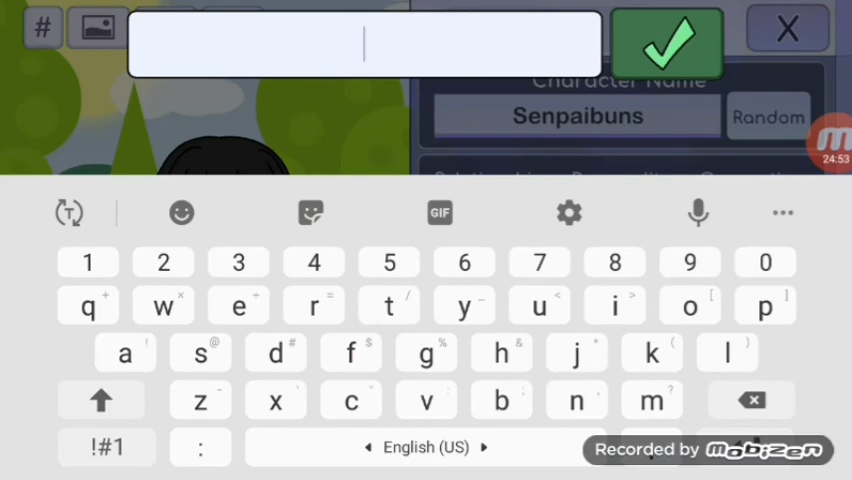 #
X
Character Name
Senpaibuns
Random
24:53
T
GIF
1 2 3 4 5 6 7 8 9 0
q + w × e ÷ r = t / y _ u < i > o [ p ]
a ! s @ d # f $ g % h & j * k ( l )
z - x ' c " v : b ; n , m ?
!#1 : English (US)
Recorded by mobizen